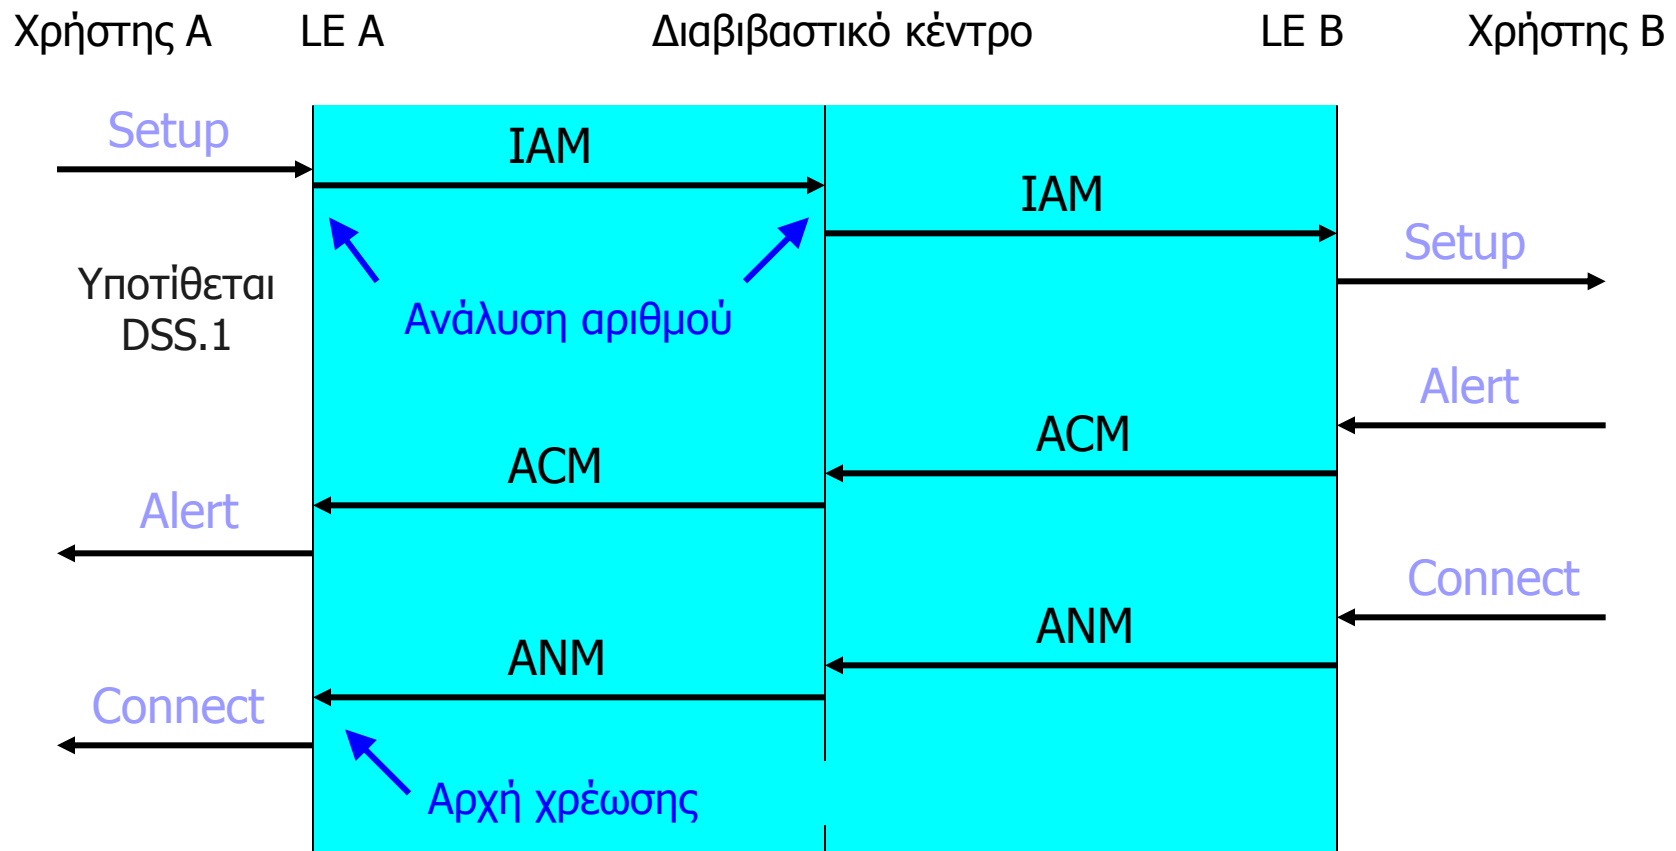 Χρήστης Α LE A Διαβιβαστικό κέντρο LE B Χρήστης Β
Setup
IAM
IAM
Setup
Υποτίθεται
DSS.1
Ανάλυση αριθμού
Alert
ACM
ACM
Alert
Connect
ANM
ANM
Connect
Αρχή χρέωσης